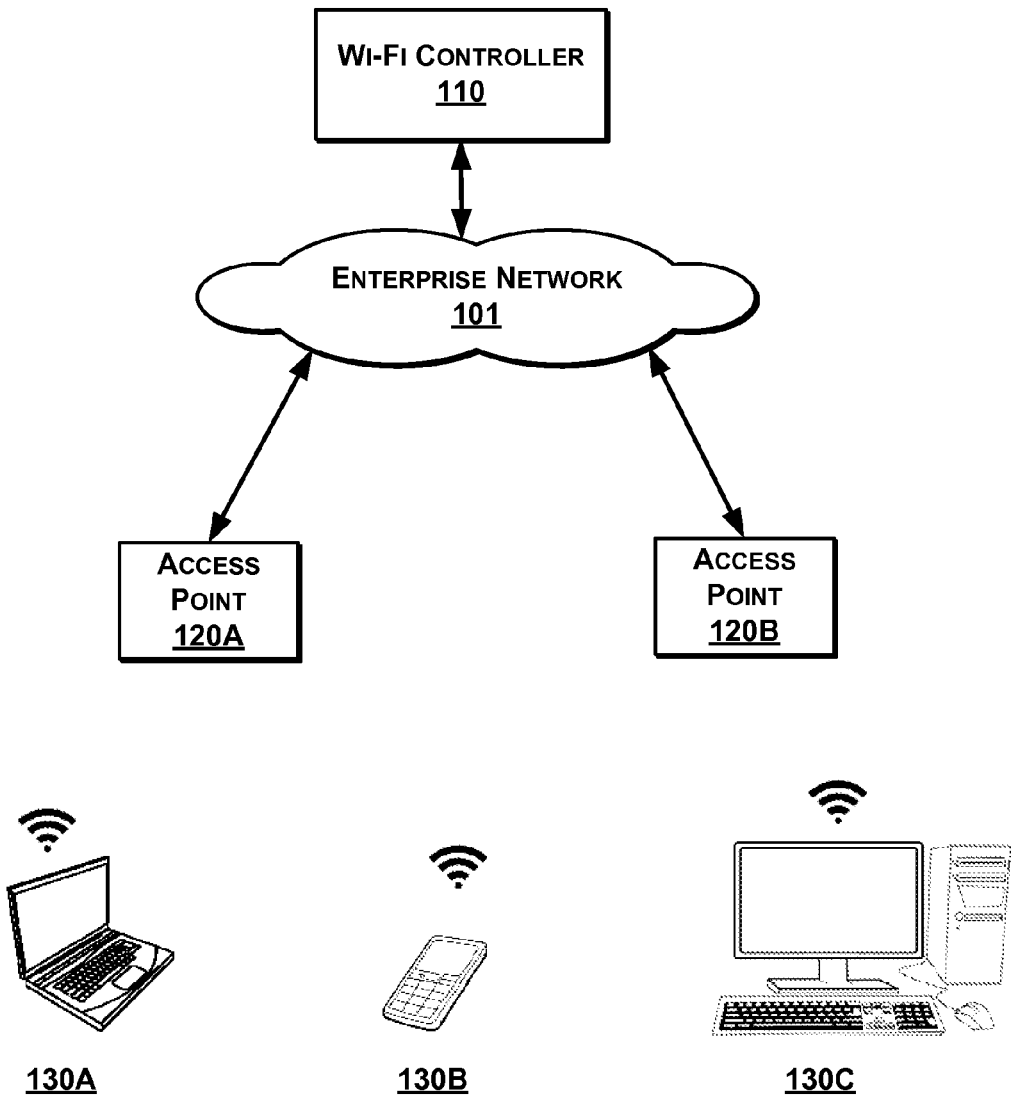 WI-FI CONTROLLER
110
ENTERPRISE NETWORK
101
ACCESS
POINT
120A
ACCESS
POINT
120B
130A
130B
130C